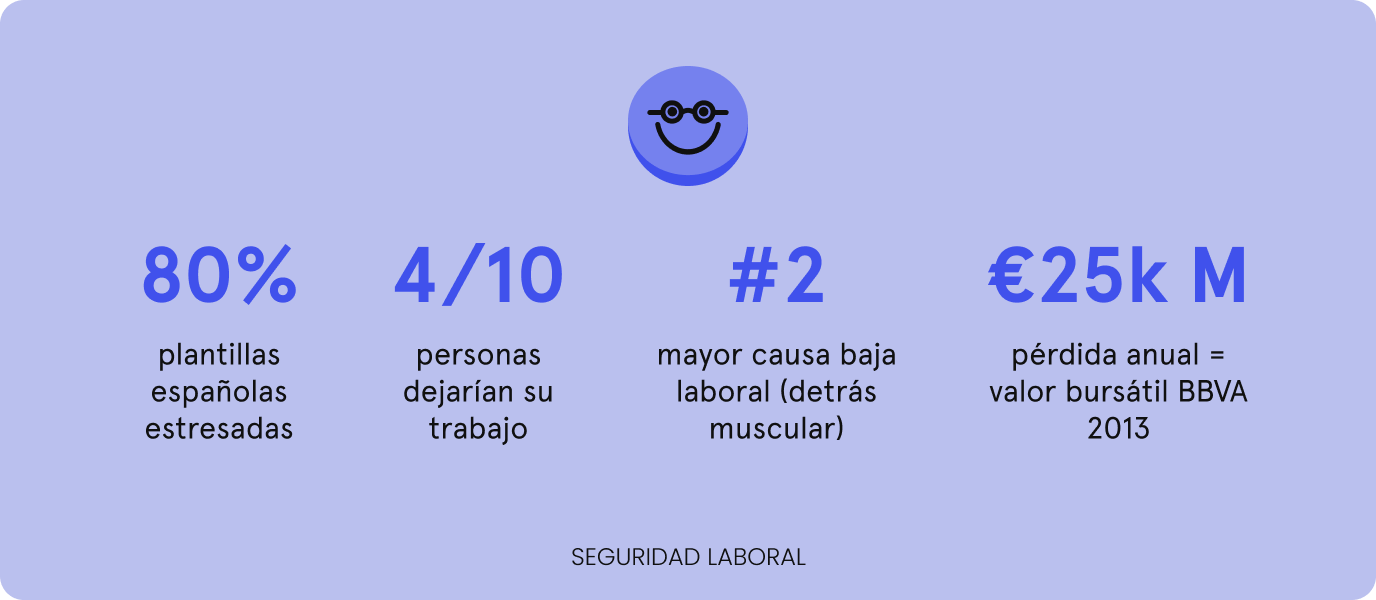 80%
plantillas
españolas
estresadas
4/10
personas
dejarían su
trabajo
#2
mayor causa baja
laboral (detrás
muscular)
€25k M
pérdida anual =
valor bursátil BBVA
2013
SEGURIDAD LABORAL